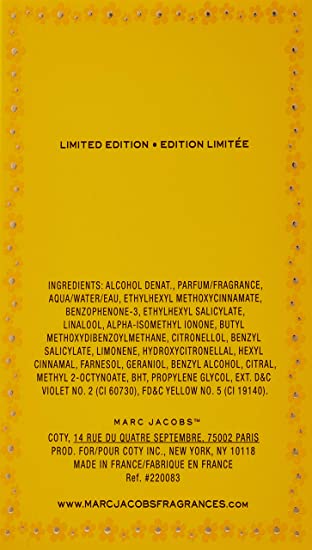 LIMITED EDITION • EDITION LIMITÉE
INGREDIENTS: ALCOHOL DENAT., PARFUM/FRAGRANCE,
AQUA/WATER/EAU, ETHYLHEXYL METHOXYCINNAMATE,
BENZOPHENONE-3, ETHYLHEXYL SALICYLATE,
LINALOOL, ALPHA-ISOMETHYL IONONE, BUTYL
METHOXYDIBENZOYLMETHANE, CITRONELLOL, BENZYL
SALICYLATE, LIMONENE, HYDROXYCITRONELLAL, HEXYL
CINNAMAL, FARNESOL, GERANIOL, BENZYL ALCOHOL, CITRAL,
METHYL 2-OCTYNOATE, BHT, PROPYLENE GLYCOL, EXT. D&C
VIOLET NO. 2 (CI 60730), FD&C YELLOW NO. 5 (CI 19140).
MARC JACOBS™
COTY, 14 RUE DU QUATRE SEPTEMBRE, 75002 PARIS
PROD. FOR/POUR COTY INC., NEW YORK, NY 10118
MADE IN FRANCE/FABRIQUÉ EN FRANCE
Ref. #220083
WWW.MARCJACOBSFRAGRANCES.COM